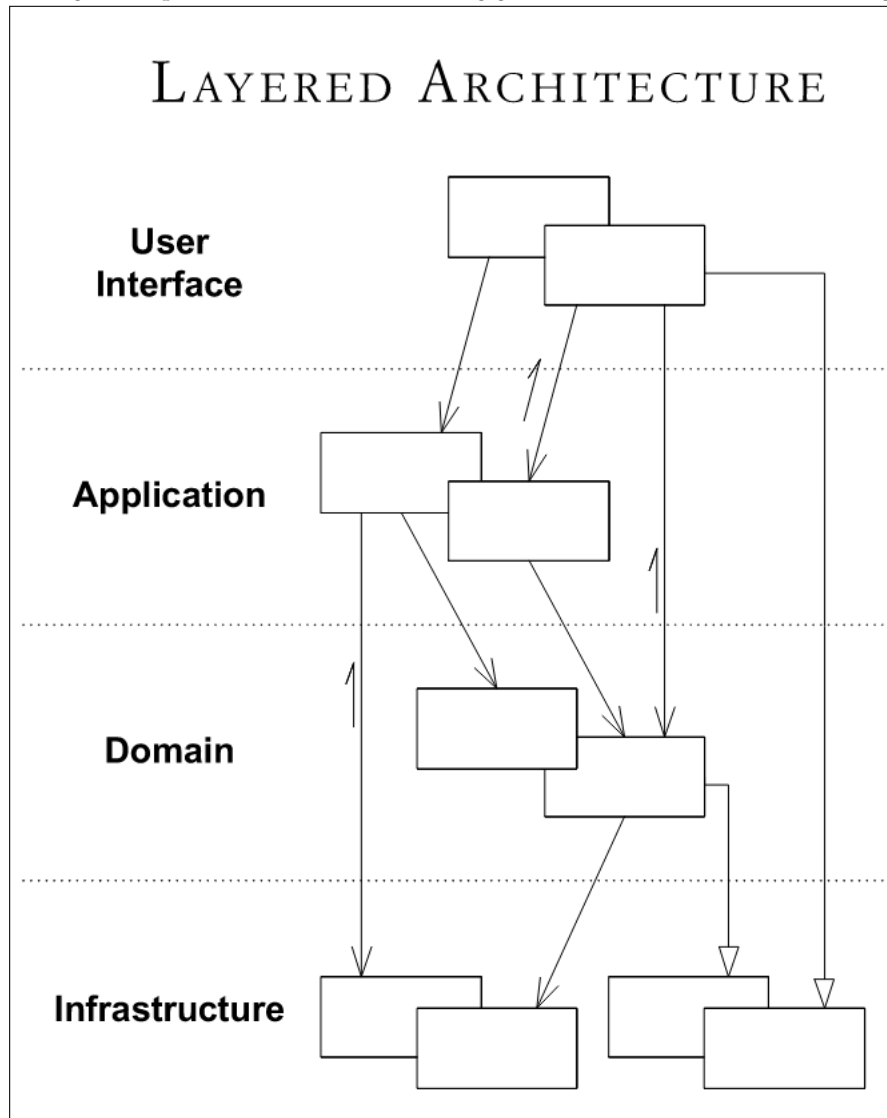 LAYERED ARCHITECTURE
User
Interface
Application
Domain
Infrastructure